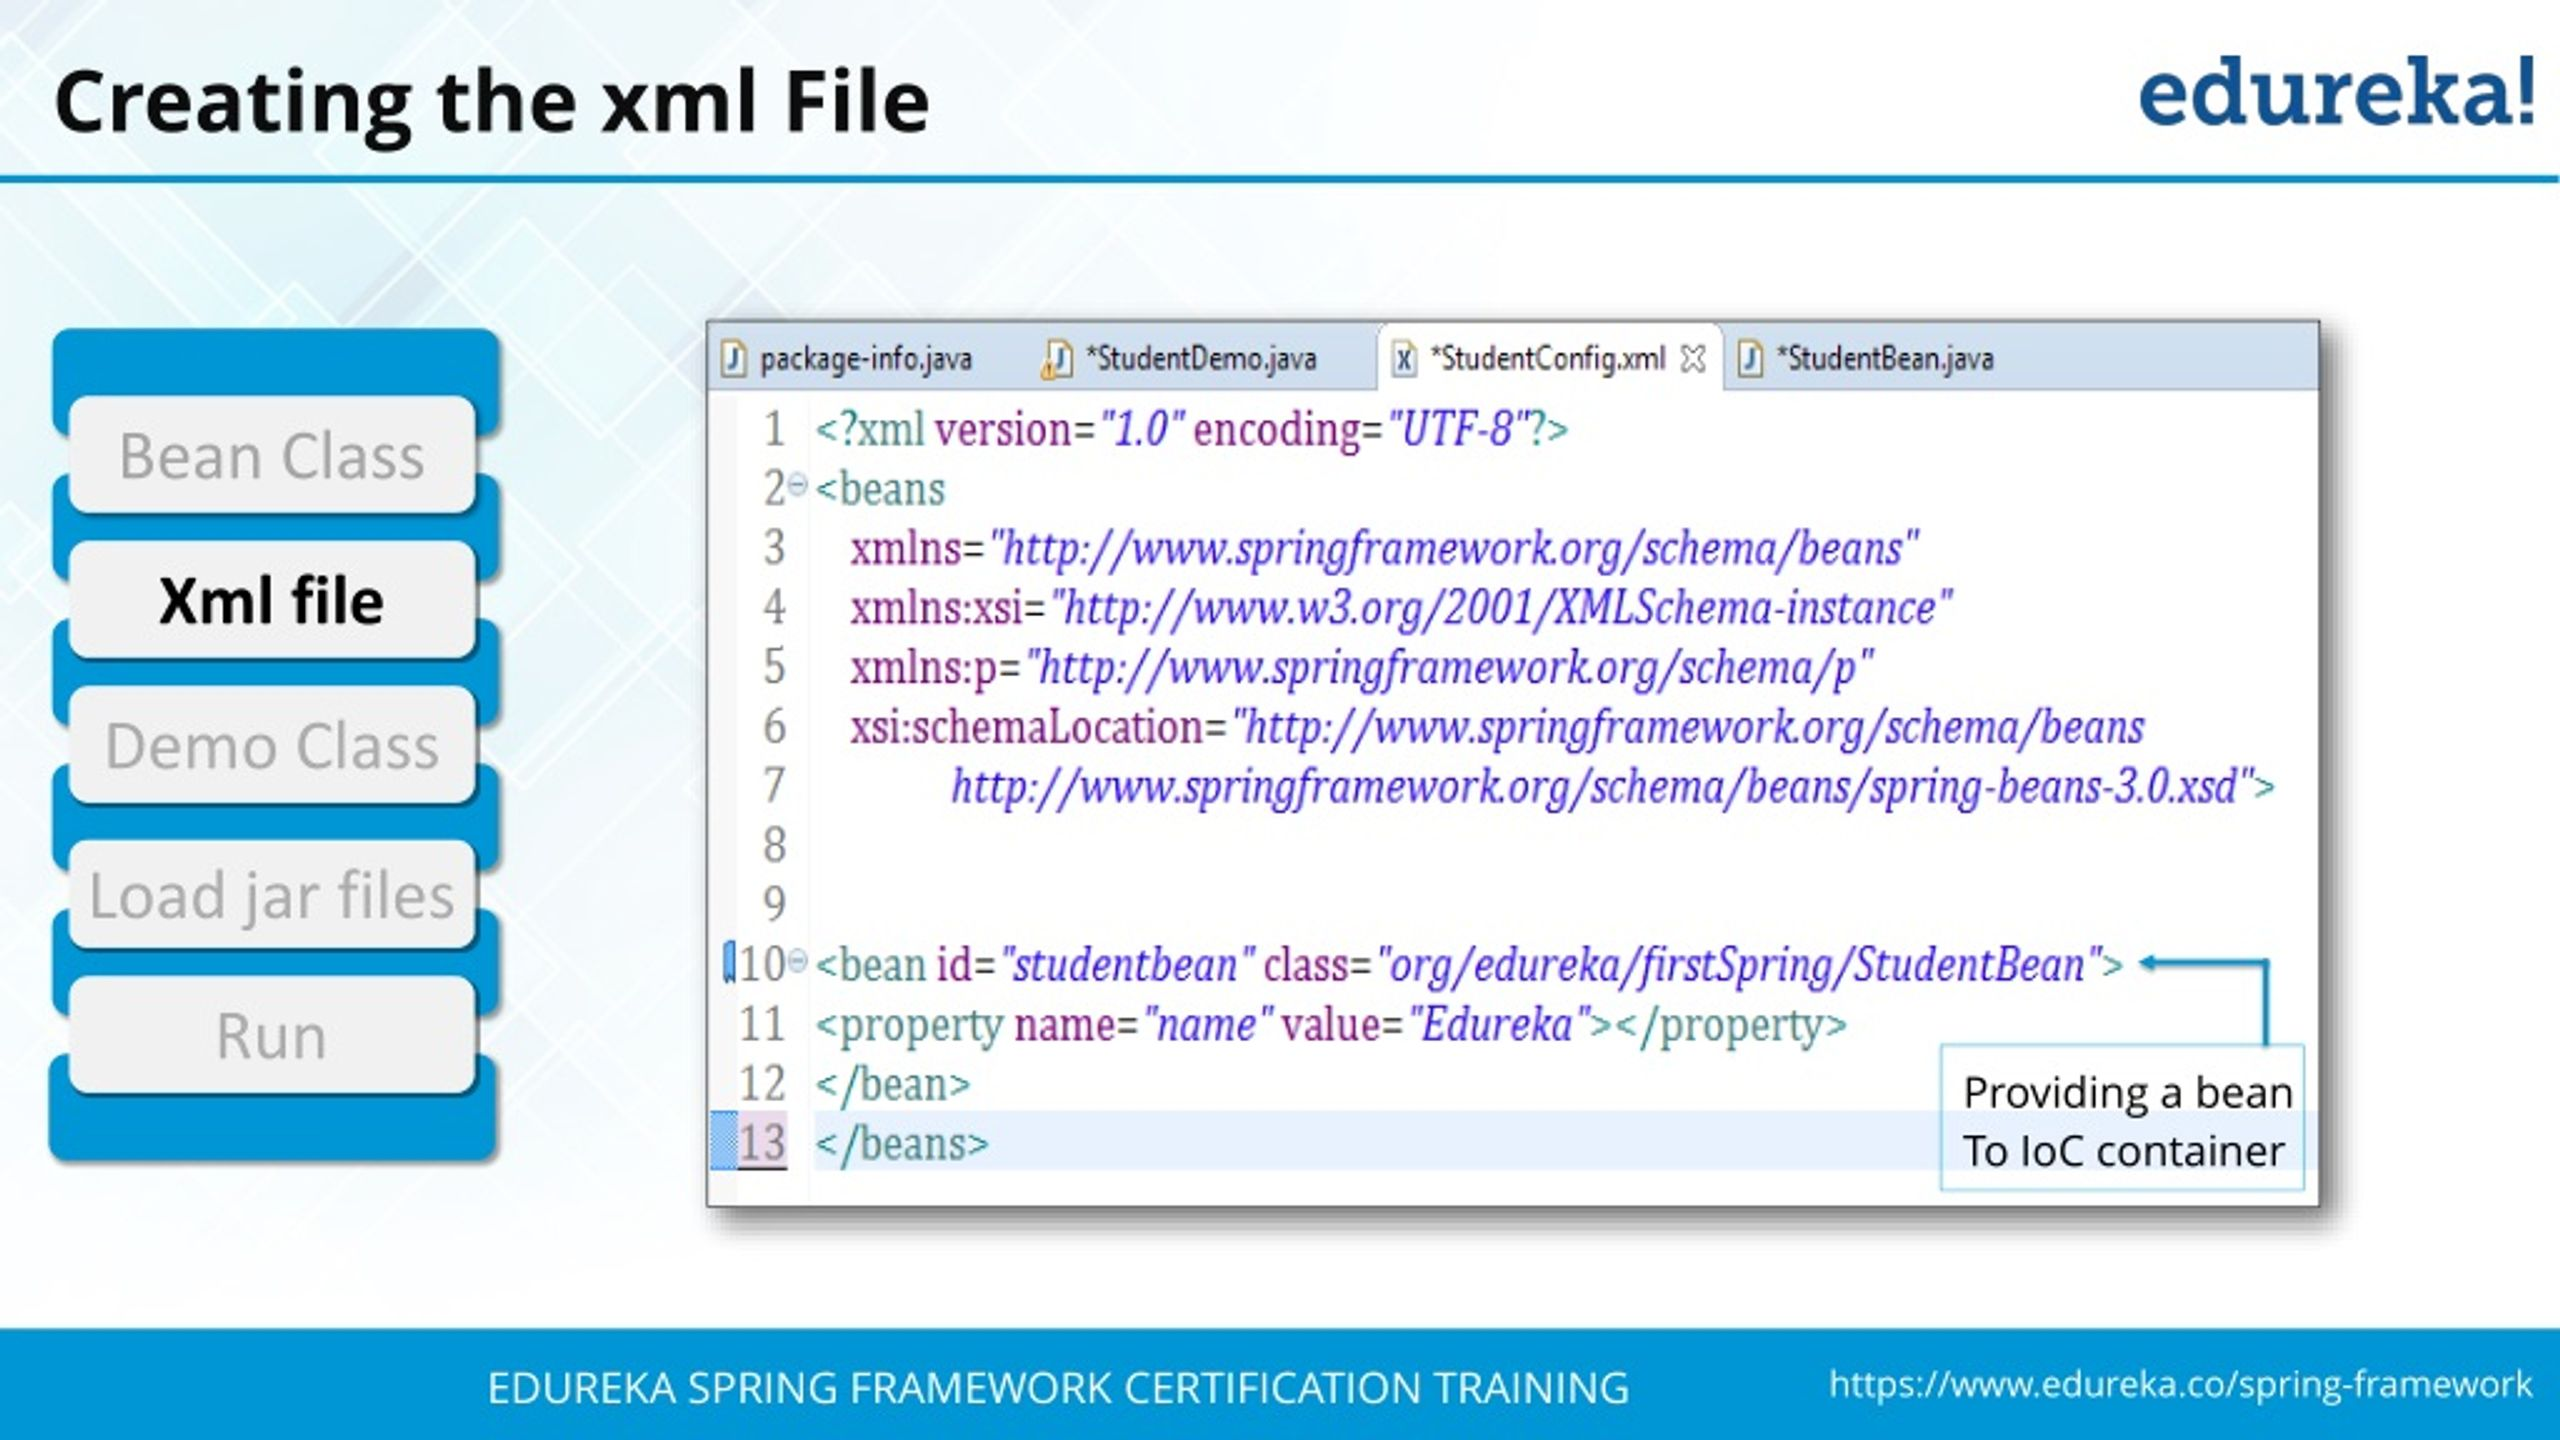 Creating the xml File
edureka!
Bean Class
Xml file
Demo Class
Load jar files
Run
package-info.java
*StudentDemo.java
*StudentConfig.xml
*StudentBean.java
1 <?xml version="1.0" encoding="UTF-8"?>
2 <beans
3 xmlns="http://www.springframework.org/schema/beans"
4 xmlns:xsi="http://www.w3.org/2001/XMLSchema-instance"
5 xmlns:p="http://www.springframework.org/schema/p"
6 xsi:schemaLocation="http://www.springframework.org/schema/beans
7 http://www.springframework.org/schema/beans/spring-beans-3.0.xsd">
8
9
10 <bean id="studentbean" class="org/edureka/firstSpring/StudentBean">
11 <property name="name" value="Edureka"></property>
12 </bean>
13 </beans>
Providing a bean
To IoC container
EDUREKA SPRING FRAMEWORK CERTIFICATION TRAINING
https://www.edureka.co/spring-framework